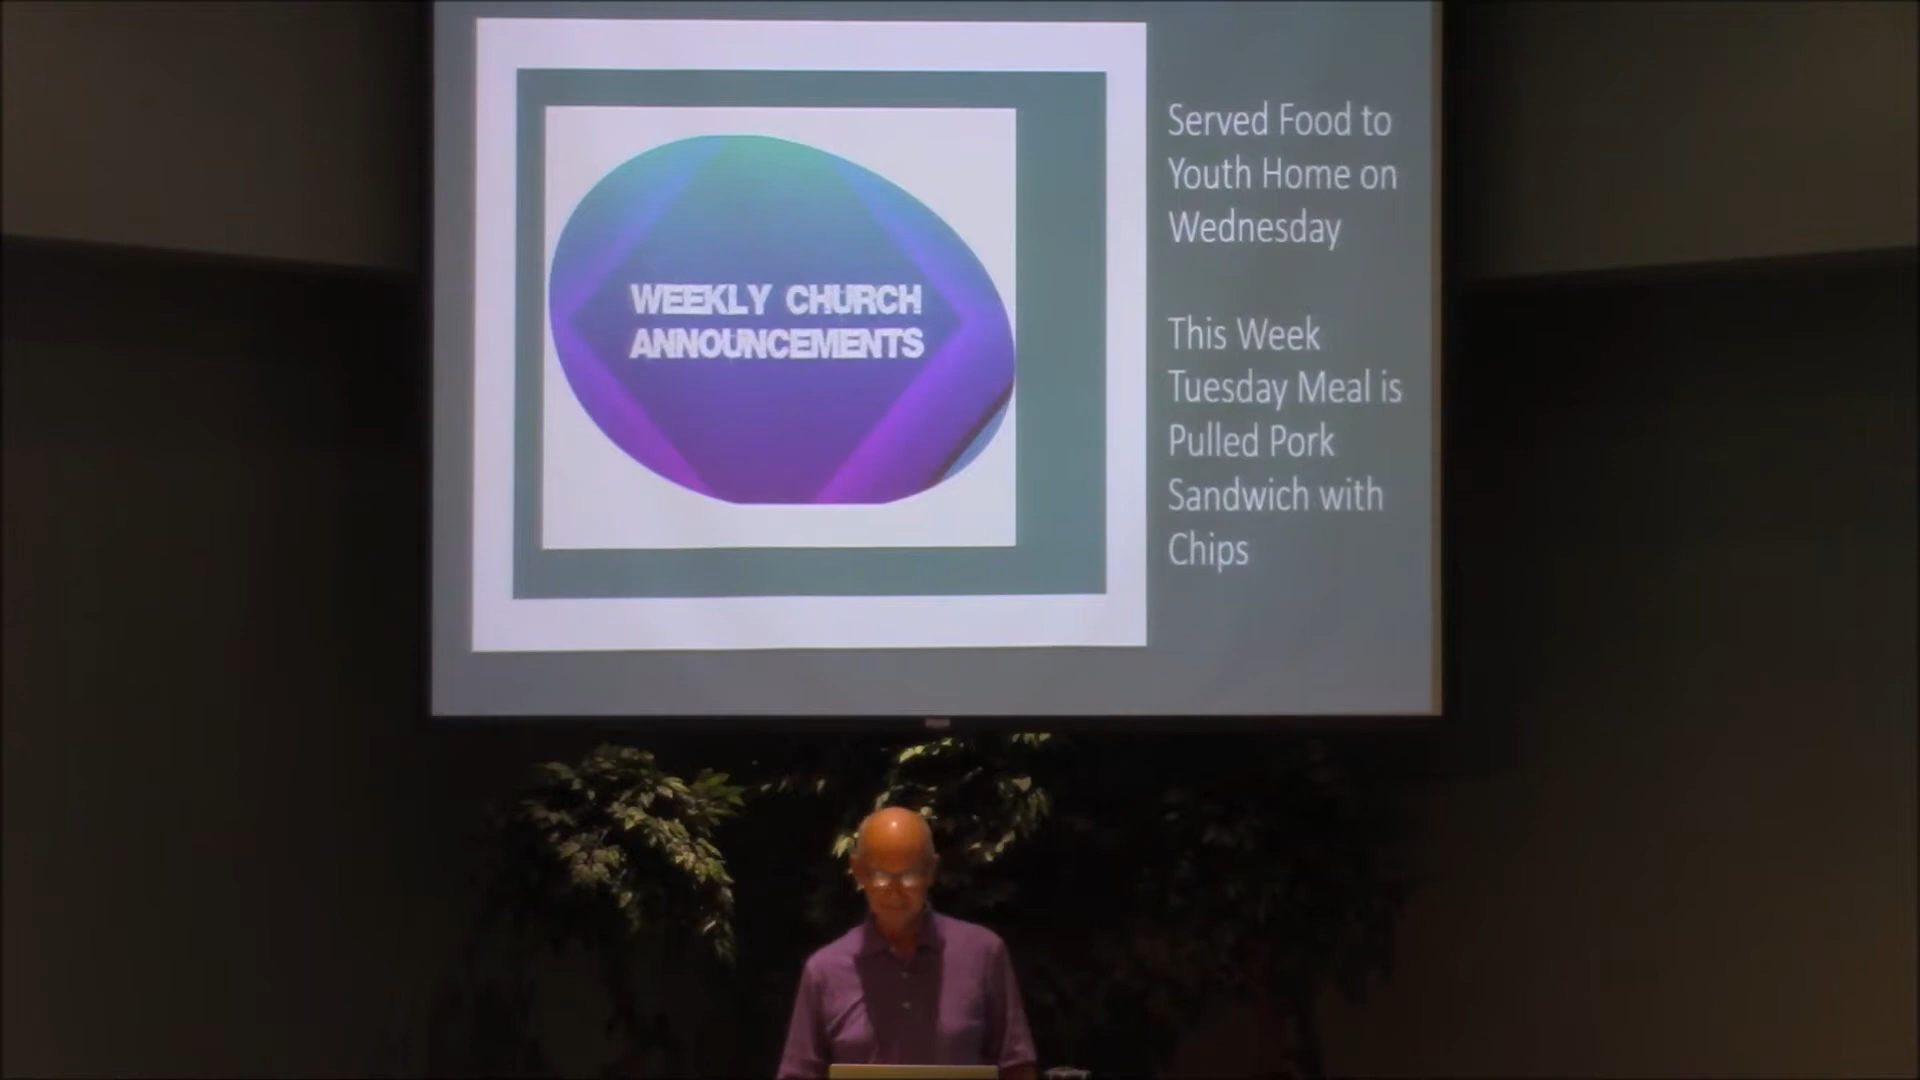 WEEKLY CHURCH
ANNOUNCEMENTS
Served Food to
Youth Home on
Wednesday
This Week
Tuesday Meal is
Pulled Pork
Sandwich with
Chips